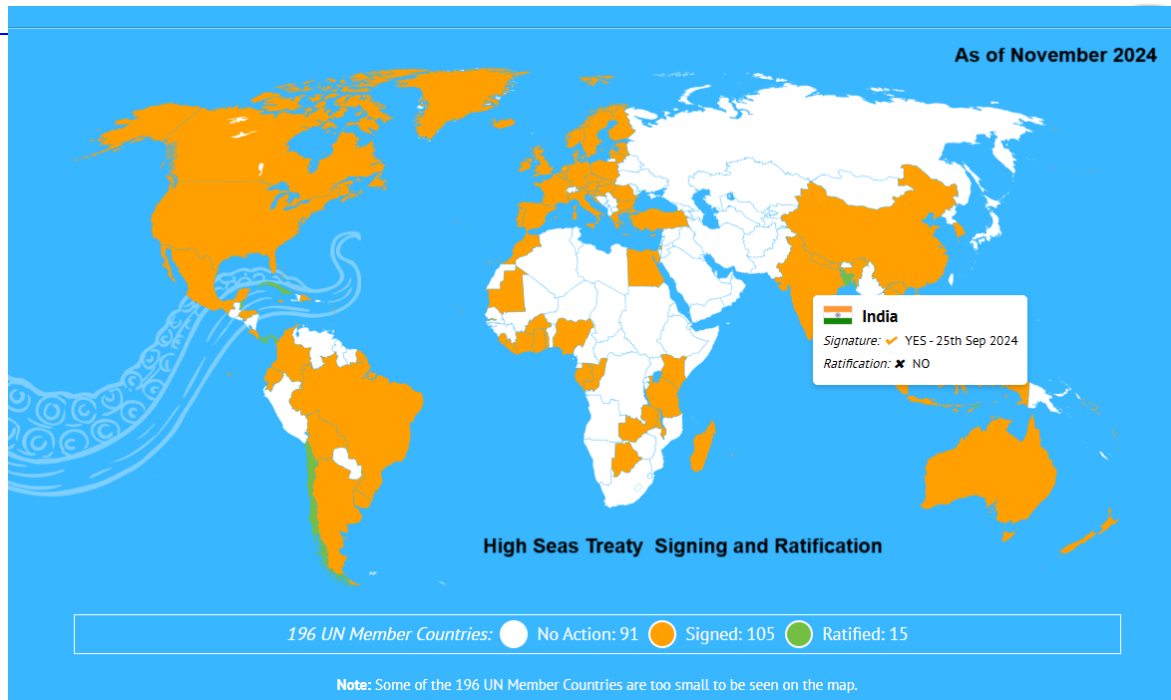 As of November 2024
India
Signature: ✔ YES - 25th Sep 2024
Ratification: ✖ NO
High Seas Treaty Signing and Ratification
196 UN Member Countries: No Action: 91 Signed: 105 Ratified: 15
Note: Some of the 196 UN Member Countries are too small to be seen on the map.